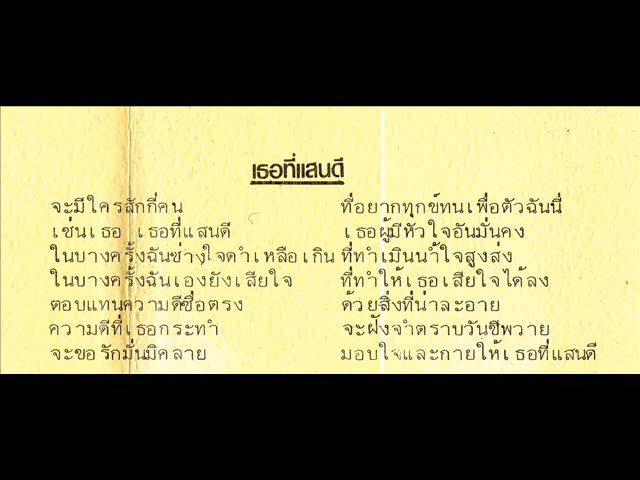 เธอที่แสนดี
จะมีใครสักกี่คน ที่อยากทุกข์ทนเพื่อตัวฉันนี่
เช่นเธอ เธอที่แสนดี เธอผู้มีหัวใจอันมั่นคง
ในบางครั้งฉันช่างใจดำเหลือเกิน ที่ทำเมินน้ำใจสูงส่ง
ในบางครั้งฉันเองยังเสียใจ ที่ทำให้เธอเสียใจได้ลง
ตอบแทนความดีซื่อตรง ด้วยสิ่งที่น่าละอาย
ความดีที่เธอกระทำ จะฝังจำตราบวันชีพวาย
จะขอรักมั่นมิคลาย มอบใจและกายให้เธอที่แสนดี